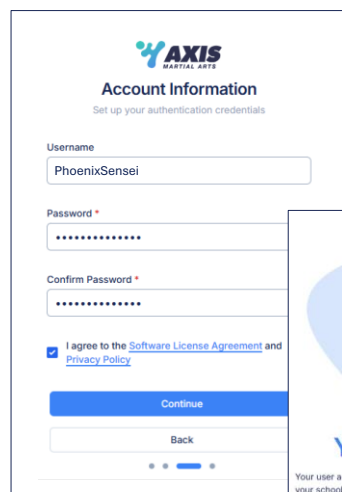 AXIS
MARTIAL ARTS
Account Information
Set up your authentication credentials
Username
PhoenixSensei
Password *
••••••••••••••
Confirm Password *
••••••••••••••
I agree to the Software License Agreement and
Privacy Policy
Continue
Back
Your user a
your school